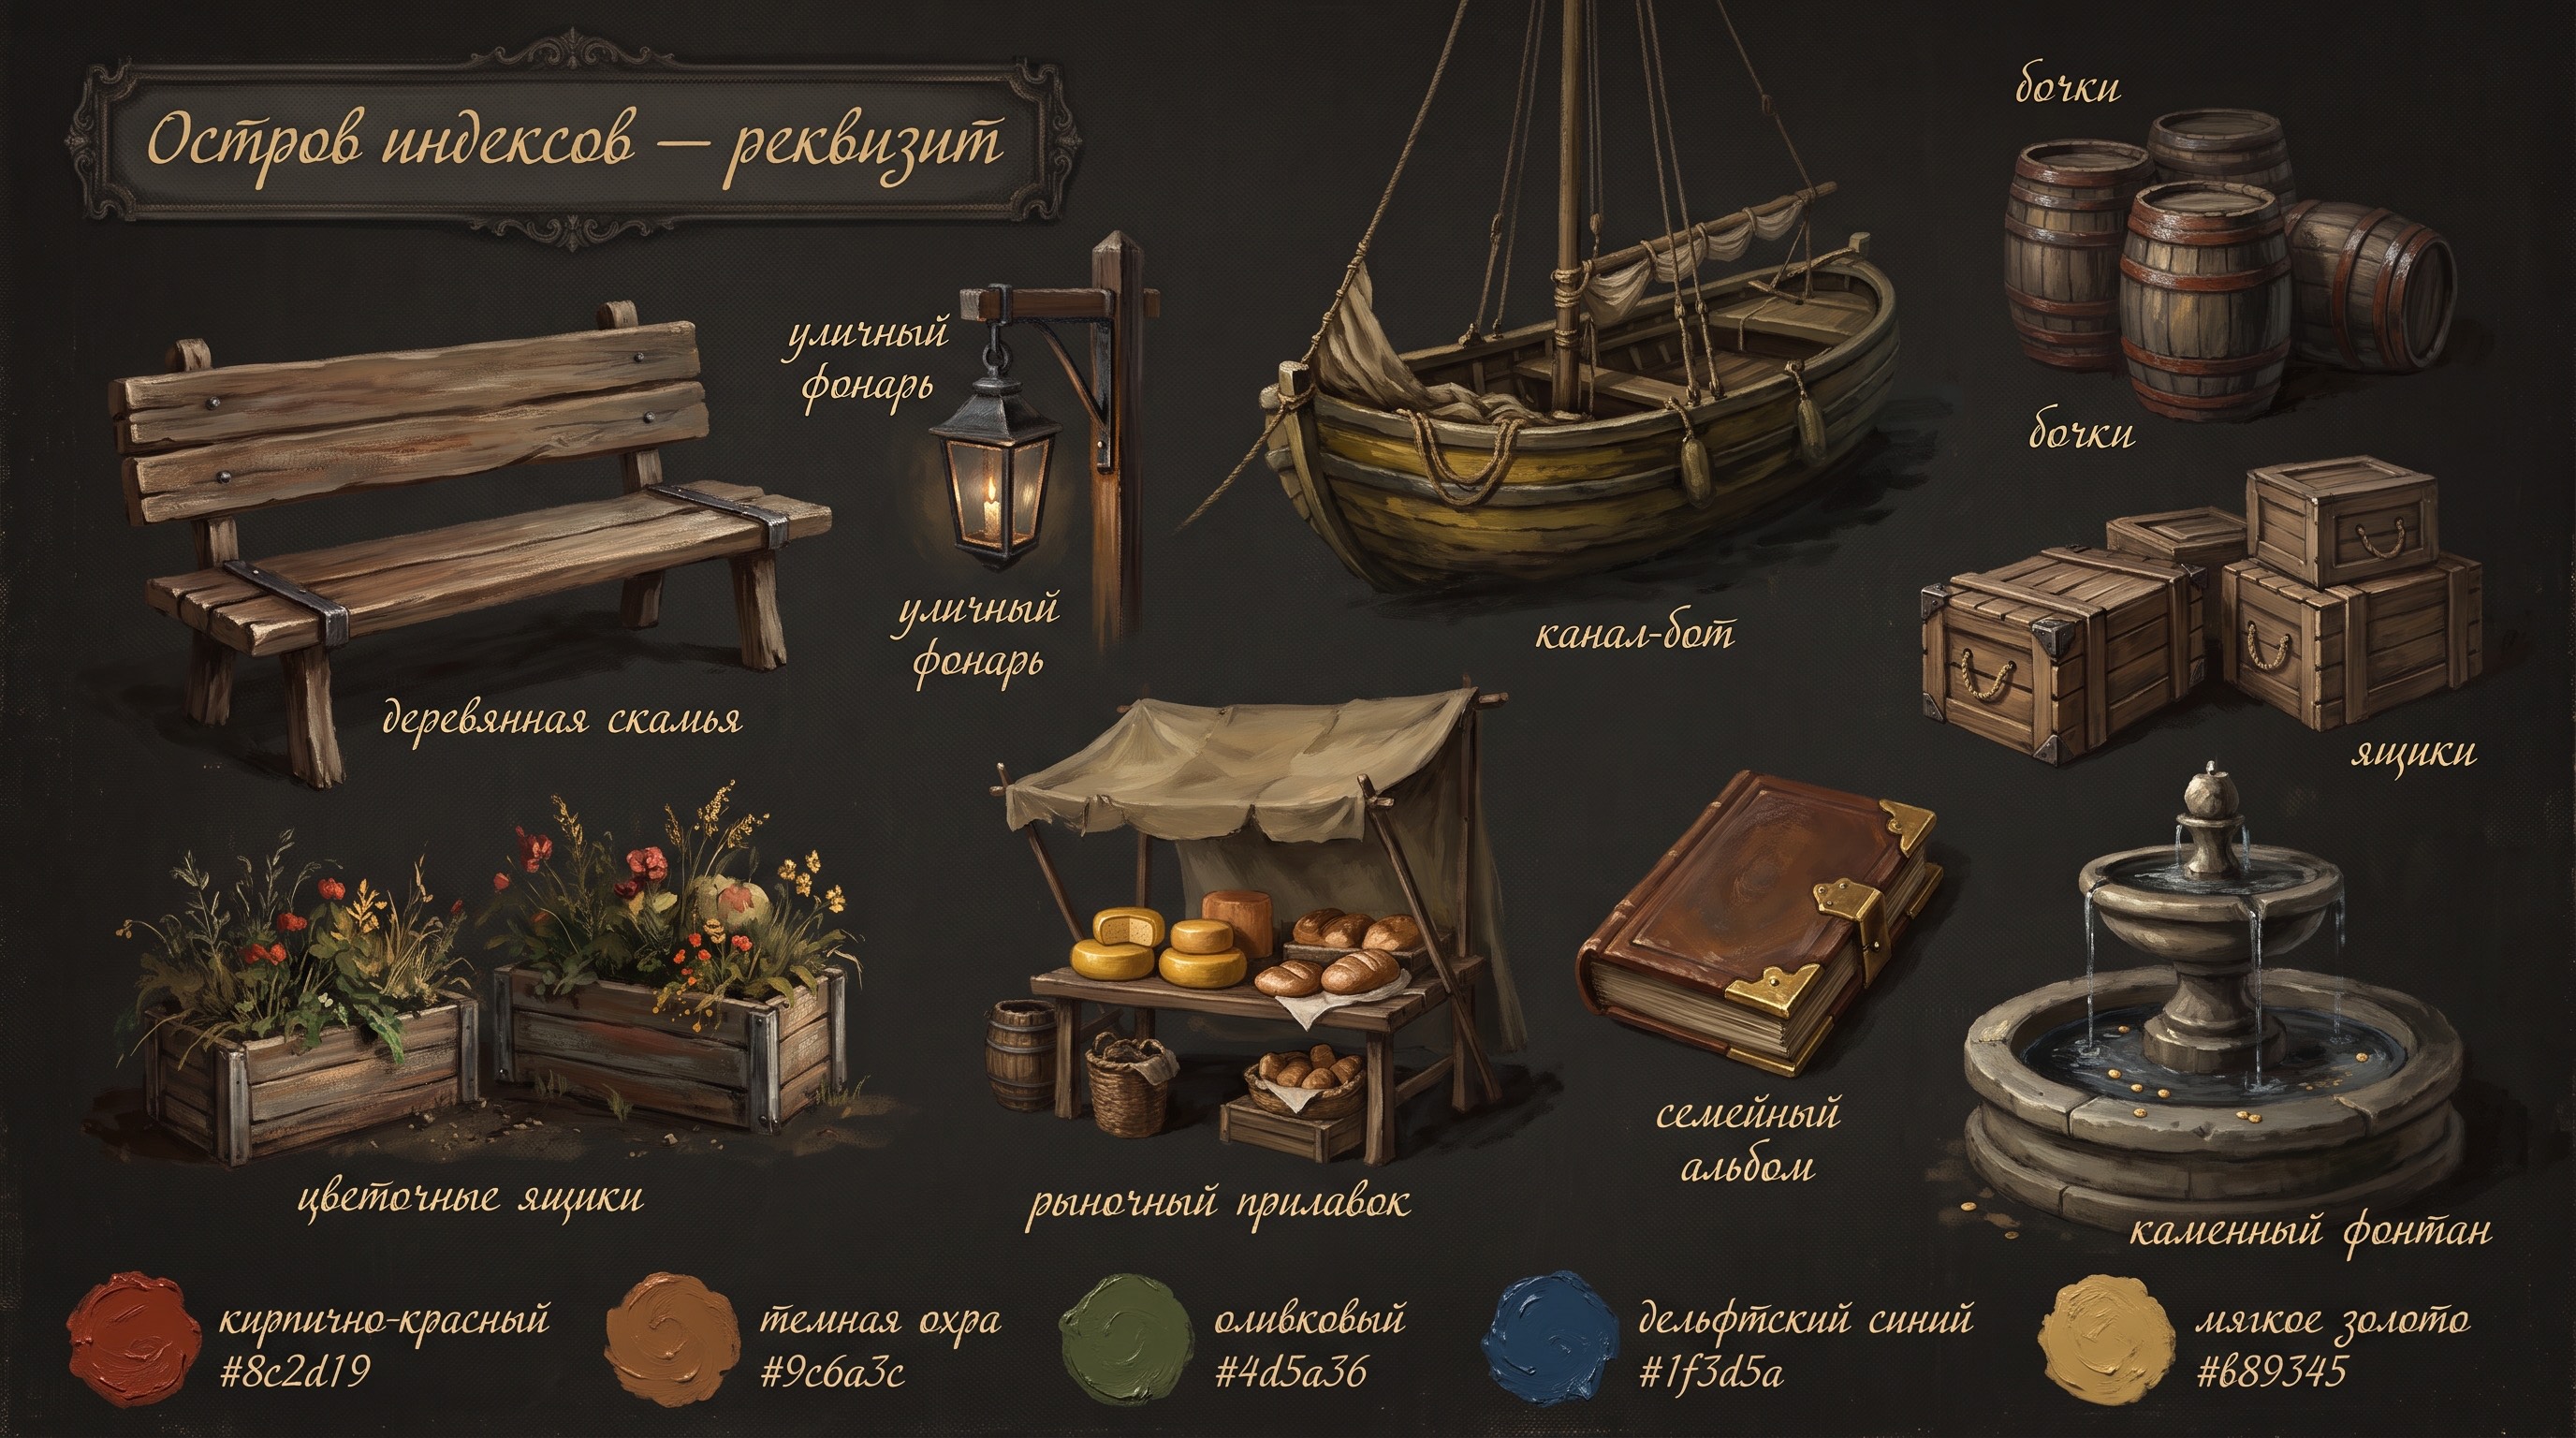 Остров индексов — реквизит
бочки
уличный
фонарь
бочки
уличный
фонарь
канал-бот
деревянная скамья
ящики
семейный
альбом
цветочные ящики
рыночный прилавок
каменный фонтан
кирпично-красный
#8c2d19
темная охра
#9c6a3c
оливковый
#4d5a36
дельфтский синий
#1f3d5a
мягкое золото
#b89345